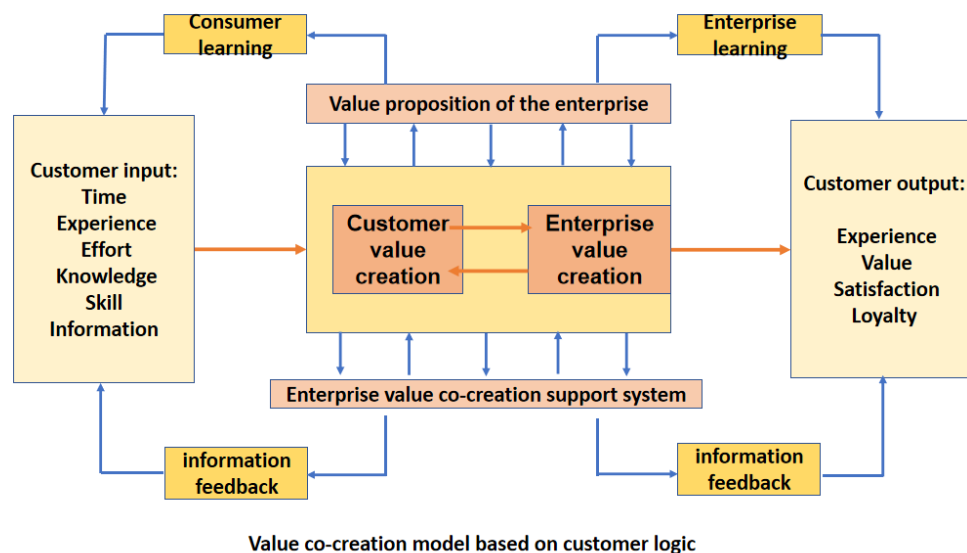 Consumer
learning
Enterprise
learning
Value proposition of the enterprise
Customer input:
Time
Experience
Effort
Knowledge
Skill
Information
Customer
value
creation
Enterprise
value
creation
Customer output:
Experience
Value
Satisfaction
Loyalty
Enterprise value co-creation support system
information
feedback
information
feedback
Value co-creation model based on customer logic